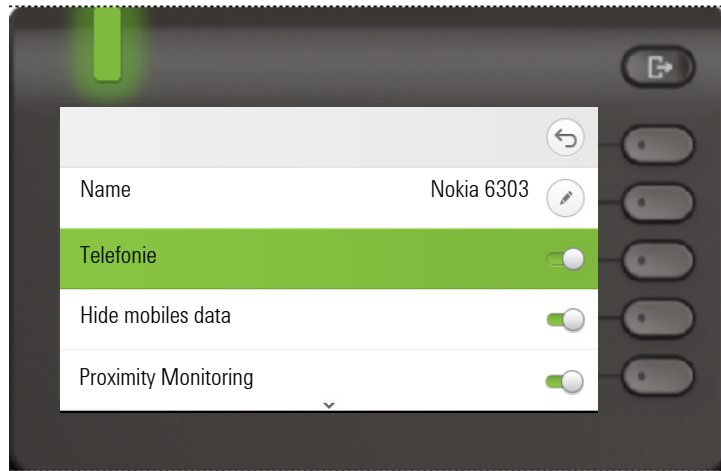 Name Nokia 6303
Telefonie
Hide mobiles data
Proximity Monitoring